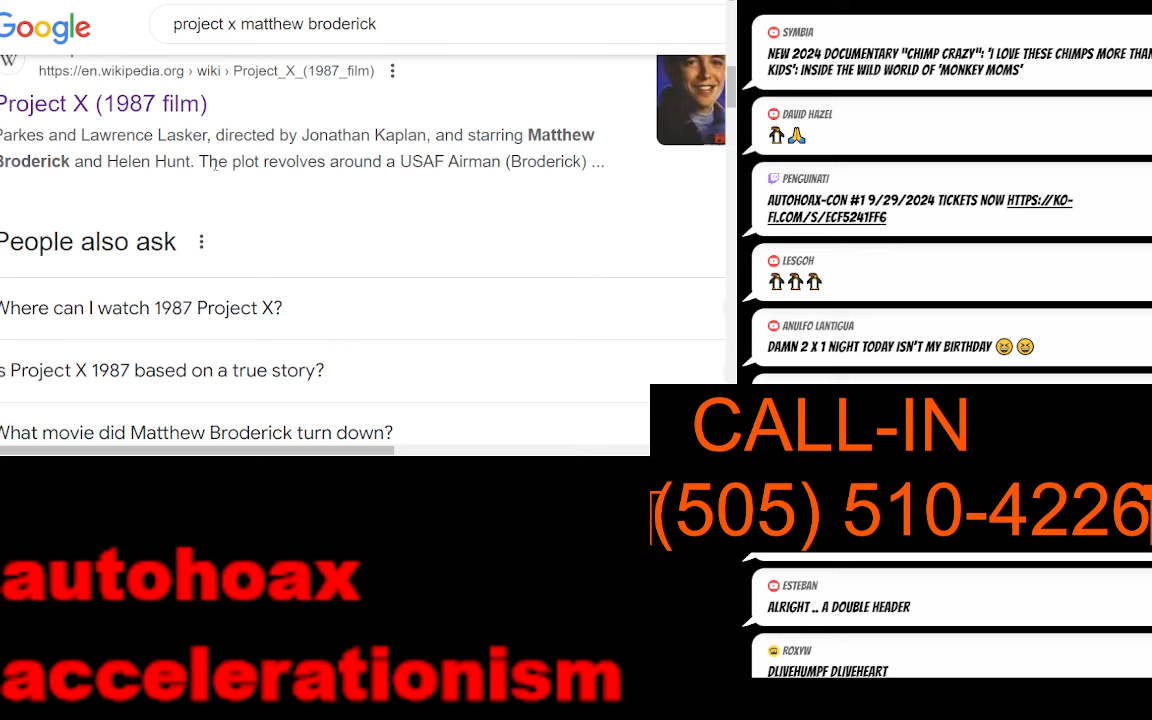 Google
project x matthew broderick
https://en.wikipedia.org › wiki › Project_X_(1987_film)
Project X (1987 film)
Parkes and Lawrence Lasker, directed by Jonathan Kaplan, and starring Matthew
Broderick and Helen Hunt. The plot revolves around a USAF Airman (Broderick) ...
People also ask
Where can I watch 1987 Project X?
s Project X 1987 based on a true story?
What movie did Matthew Broderick turn down?
SYMBIA
NEW 2024 DOCUMENTARY "CHIMP CRAZY": 'I LOVE THESE CHIMPS MORE THAN
KIDS': INSIDE THE WILD WORLD OF 'MONKEY MOMS'
DAVID HAZEL
🐧🙏
PENGUINATI
AUTOHOAX-CON #1 9/29/2024 TICKETS NOW HTTPS://KO-
FI.COM/S/ECF5241FF6
LESGOH
🐧🐧🐧
ANULFO LANTIGUA
DAMN 2 X 1 NIGHT TODAY ISN'T MY BIRTHDAY 😆 😆
CALL-IN
(505) 510-4226
ESTEBAN
ALRIGHT .. A DOUBLE HEADER
ROXYW
DLIVEHUMPF DLIVEHEART
autohoax
accelerationism